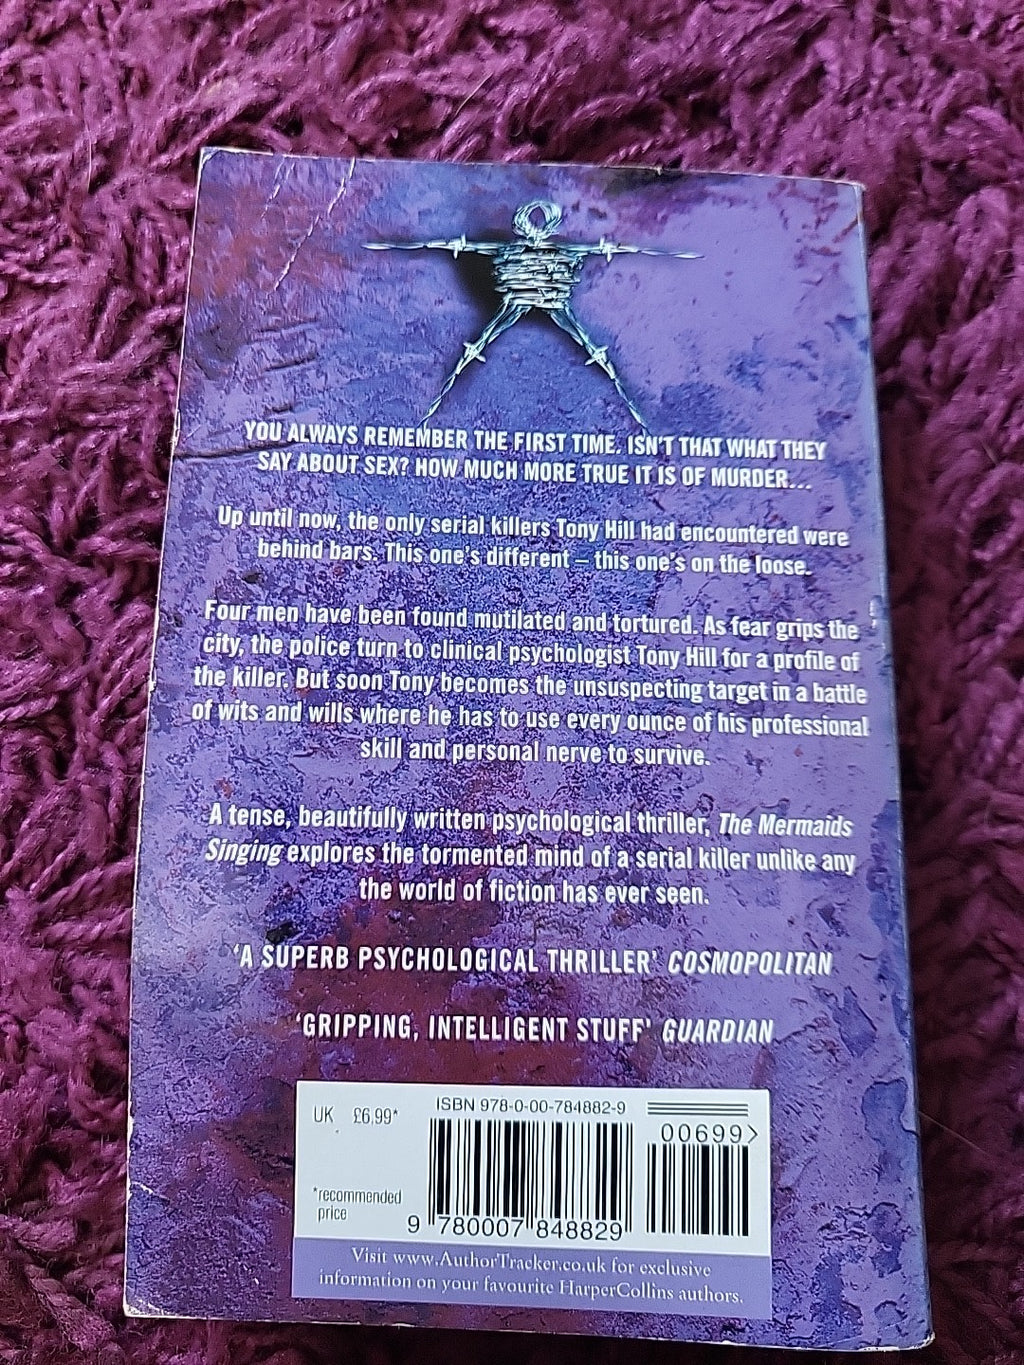 YOU ALWAYS REMEMBER THE FIRST TIME. ISN'T THAT WHAT THEY
SAY ABOUT SEX? HOW MUCH MORE TRUE IT IS OF MURDER...
Up until now, the only serial killers Tony Hill had encountered were
behind bars. This one's different – this one's on the loose.
Four men have been found mutilated and tortured. As fear grips the
city, the police turn to clinical psychologist Tony Hill for a profile of
the killer. But soon Tony becomes the unsuspecting target in a battle
of wits and wills where he has to use every ounce of his professional
skill and personal nerve to survive.
A tense, beautifully written psychological thriller, The Mermaids
Singing explores the tormented mind of a serial killer unlike any
the world of fiction has ever seen.
'A SUPERB PSYCHOLOGICAL THRILLER' COSMOPOLITAN
'GRIPPING, INTELLIGENT STUFF' GUARDIAN
UK £6.99*
ISBN 978-0-00-784882-9
00699>
*recommended
price
9 780007 848829
Visit www.AuthorTracker.co.uk for exclusive
information on your favourite HarperCollins authors.